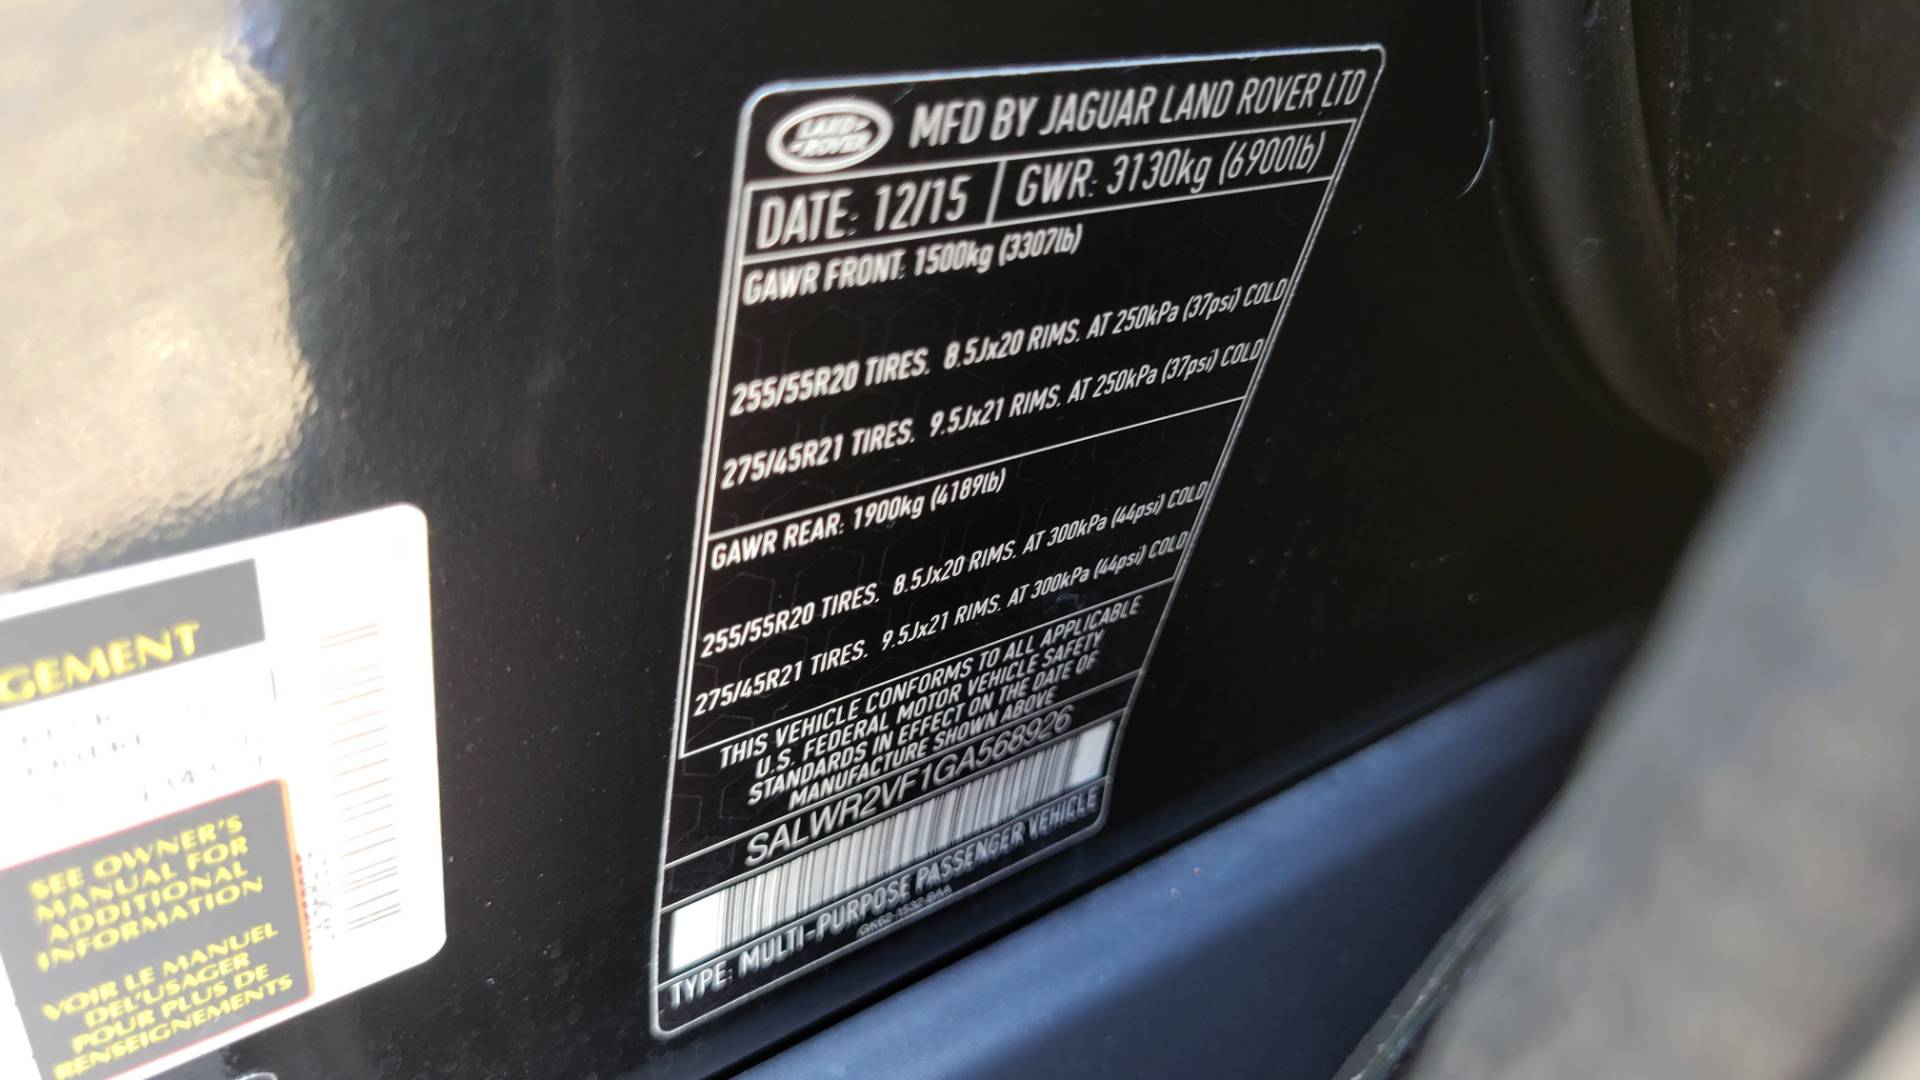 LAND-
-ROVER
MFD BY JAGUAR LAND ROVER LTD
DATE: 12/15 GWR: 3130kg (6900lb)
GAWR FRONT: 1500kg (3307lb)
255/55R20 TIRES. 8.5Jx20 RIMS. AT 250kPa (37psi) COLD
275/45R21 TIRES. 9.5Jx21 RIMS. AT 250kPa (37psi) COLD
GAWR REAR: 1900kg (4189lb)
255/55R20 TIRES. 8.5Jx20 RIMS. AT 300kPa (44psi) COLD
275/45R21 TIRES. 9.5Jx21 RIMS. AT 300kPa (44psi) COLD
THIS VEHICLE CONFORMS TO ALL APPLICABLE
U.S. FEDERAL MOTOR VEHICLE SAFETY
STANDARDS IN EFFECT ON THE DATE OF
MANUFACTURE SHOWN ABOVE
SALWR2VF1GA568926
TYPE: MULTI-PURPOSE PASSENGER VEHICLE
GEMENT
SEE OWNER'S
MANUAL FOR
ADDITIONAL
INFORMATION
VOIR LE MANUEL
DEL'USAGER
POUR PLUS DE
RENSEIGNEMENTS